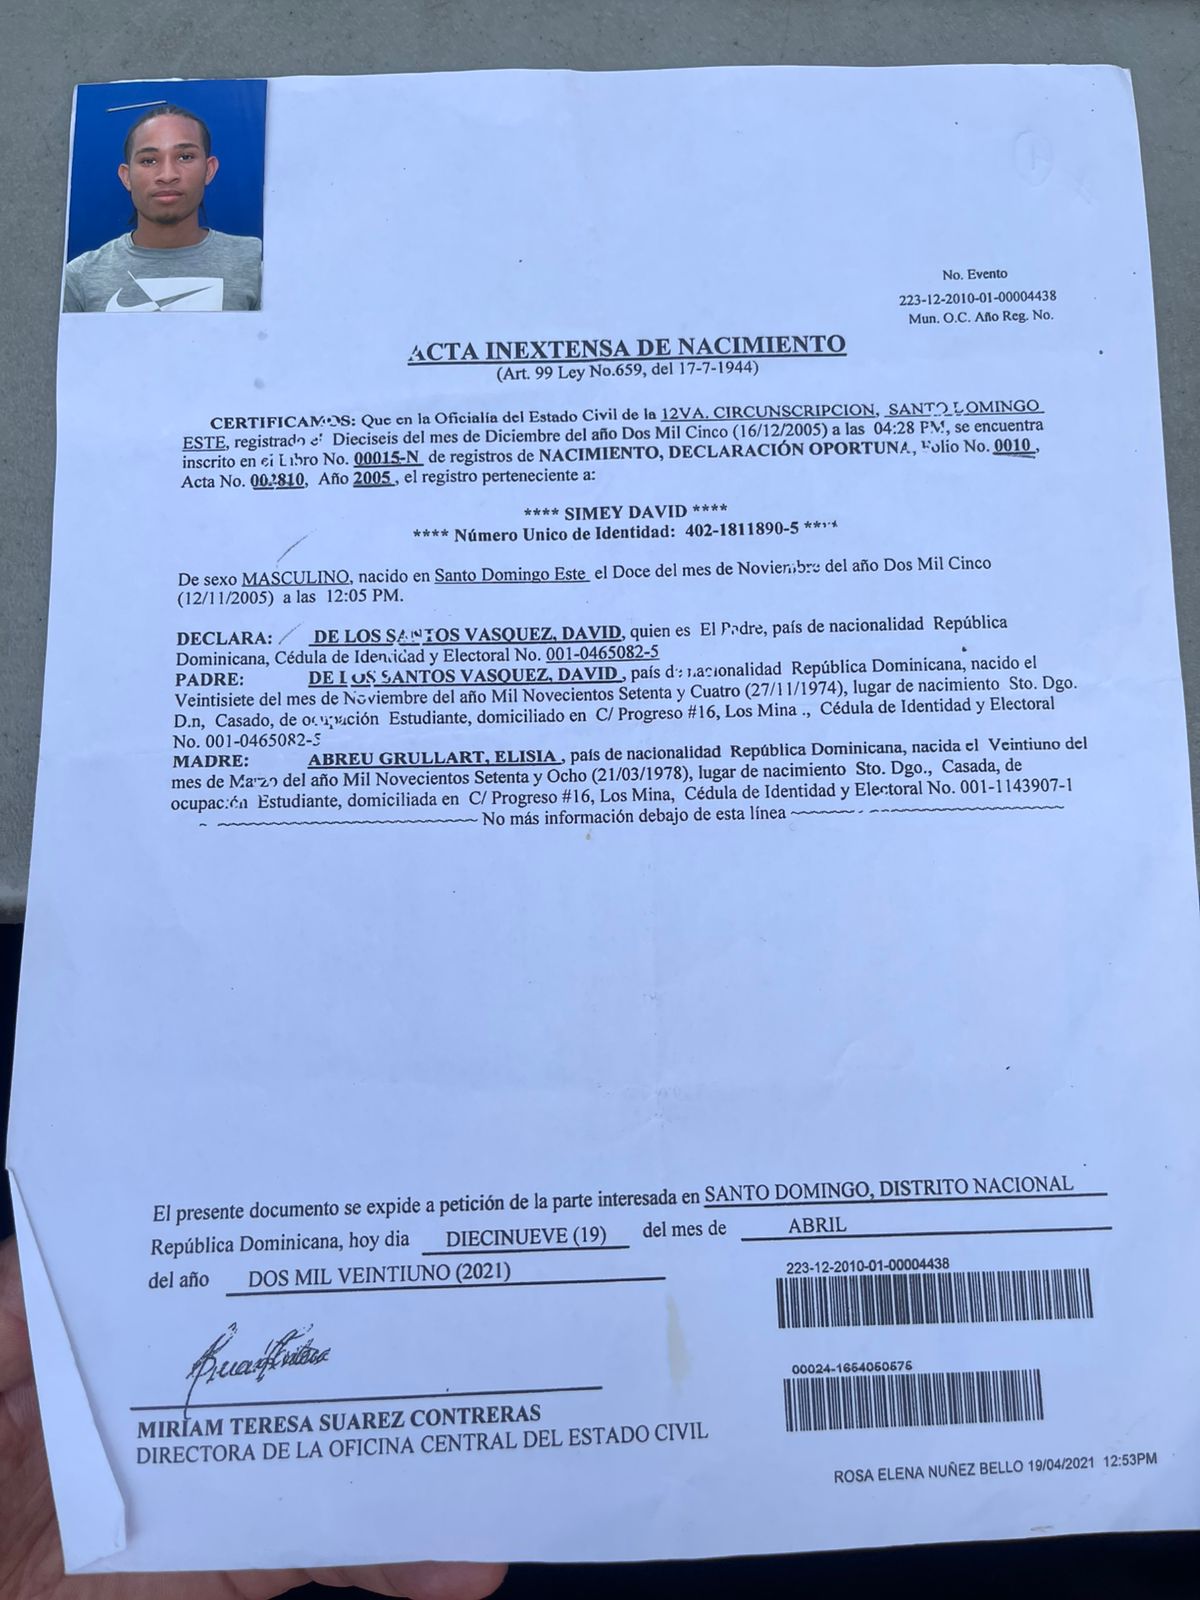 No. Evento
223-12-2010-01-00004438
Mun. O.C. Año Reg. No.
ACTA INEXTENSA DE NACIMIENTO
(Art. 99 Ley No.659, del 17-7-1944)
CERTIFICAMOS: Que en la Oficialía del Estado Civil de la 12VA. CIRCUNSCRIPCION, SANTO DOMINGO
ESTE, registrado el Dieciseis del mes de Diciembre del año Dos Mil Cinco (16/12/2005) a las 04:28 PM, se encuentra
inscrito en el Libro No. 00015-N de registros de NACIMIENTO, DECLARACIÓN OPORTUNA, Folio No. 0010,
Acta No. 002810, Año 2005, el registro perteneciente a:
**** SIMEY DAVID ****
**** Número Unico de Identidad: 402-1811890-5 ****
De sexo MASCULINO, nacido en Santo Domingo Este el Doce del mes de Noviembre del año Dos Mil Cinco
(12/11/2005) a las 12:05 PM.
DECLARA: DE LOS SANTOS VASQUEZ, DAVID, quien es El Padre, país de nacionalidad República
Dominicana, Cédula de Identidad y Electoral No. 001-0465082-5
PADRE: DE LOS SANTOS VASQUEZ, DAVID, país de nacionalidad República Dominicana, nacido el
Veintisiete del mes de Noviembre del año Mil Novecientos Setenta y Cuatro (27/11/1974), lugar de nacimiento Sto. Dgo.
D.n, Casado, de ocupación Estudiante, domiciliado en C/ Progreso #16, Los Mina ., Cédula de Identidad y Electoral
No. 001-0465082-5
MADRE: ABREU GRULLART, ELISIA, país de nacionalidad República Dominicana, nacida el Veintiuno del
mes de Marzo del año Mil Novecientos Setenta y Ocho (21/03/1978), lugar de nacimiento Sto. Dgo., Casada, de
ocupación Estudiante, domiciliada en C/ Progreso #16, Los Mina, Cédula de Identidad y Electoral No. 001-1143907-1
No más información debajo de esta línea
El presente documento se expide a petición de la parte interesada en SANTO DOMINGO, DISTRITO NACIONAL
República Dominicana, hoy dia DIECINUEVE (19) del mes de ABRIL
del año DOS MIL VEINTIUNO (2021)
223-12-2010-01-00004438
00024-1654050576
MIRIAM TERESA SUAREZ CONTRERAS
DIRECTORA DE LA OFICINA CENTRAL DEL ESTADO CIVIL
ROSA ELENA NUÑEZ BELLO 19/04/2021 12:53PM